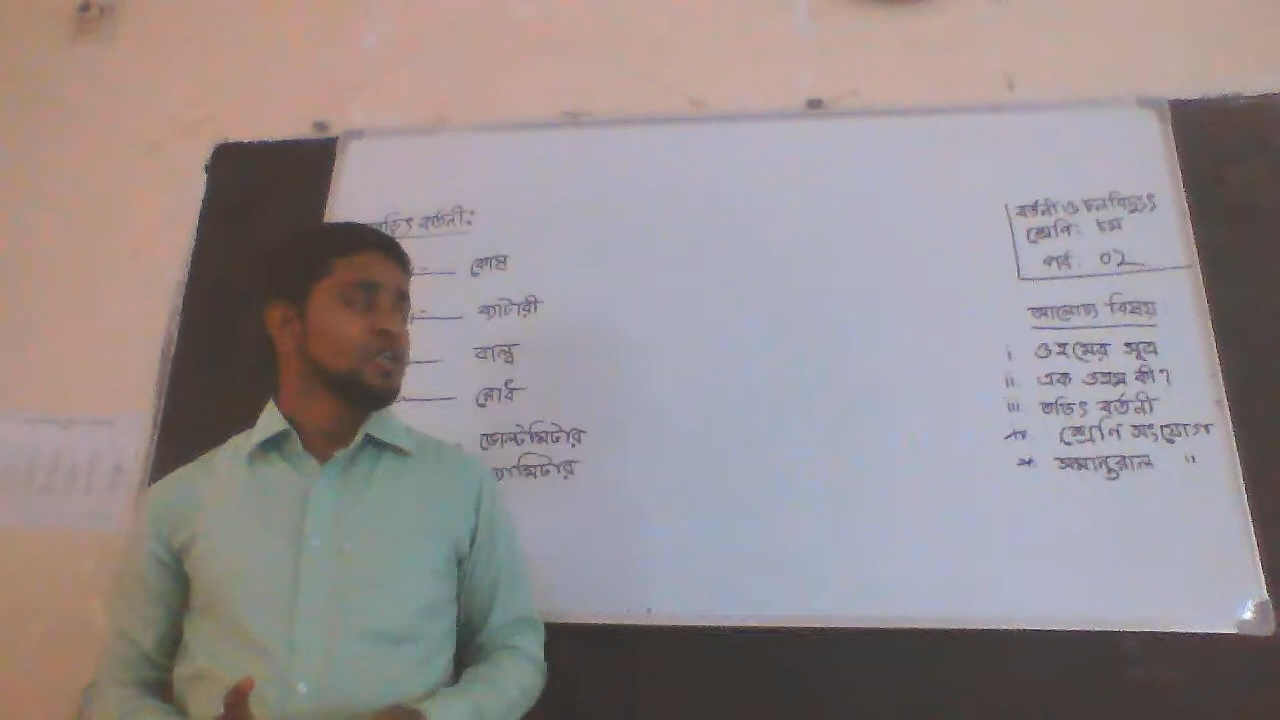 তড়িৎ বর্তনী:
কোষ
ব্যাটারী
বাল্ব
রোধ
ভোল্টমিটার
অ্যামিটার
বর্তনী ও চলবিদ্যুৎ
শ্রেণি: ৮ম
পর্ব: ০২
আলোচ্য বিষয়
i ওহমের সূত্র
ii এক ওহম কী?
iii তড়িৎ বর্তনী
* শ্রেণি সংযোগ
* সমান্তরাল "